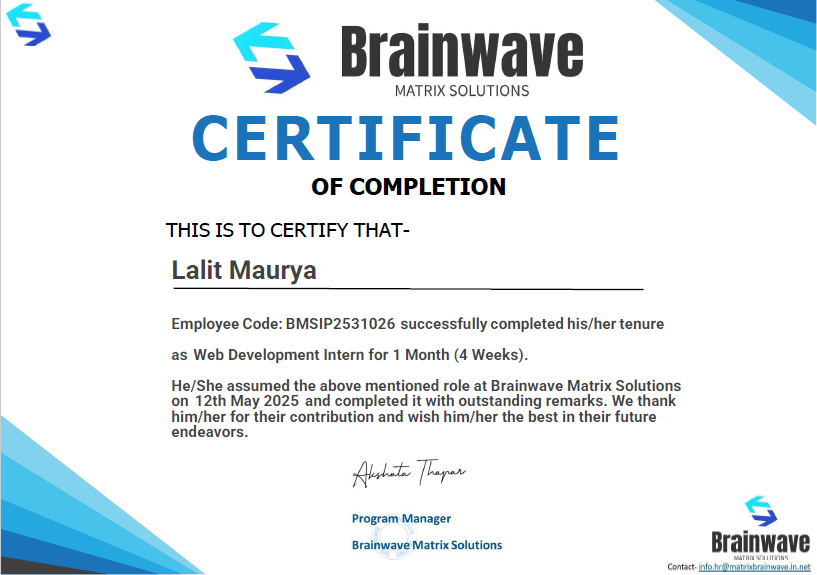 Brainwave
MATRIX SOLUTIONS
CERTIFICATE
OF COMPLETION
THIS IS TO CERTIFY THAT-
Lalit Maurya
Employee Code: BMSIP2531026 successfully completed his/her tenure
as Web Development Intern for 1 Month (4 Weeks).
He/She assumed the above mentioned role at Brainwave Matrix Solutions
on 12th May 2025 and completed it with outstanding remarks. We thank
him/her for their contribution and wish him/her the best in their future
endeavors.
Akshata Thapar
Program Manager
Brainwave Matrix Solutions
Brainwave
MATRIX SOLUTIONS
Contact- info.hr@matrixbrainwave.in.net